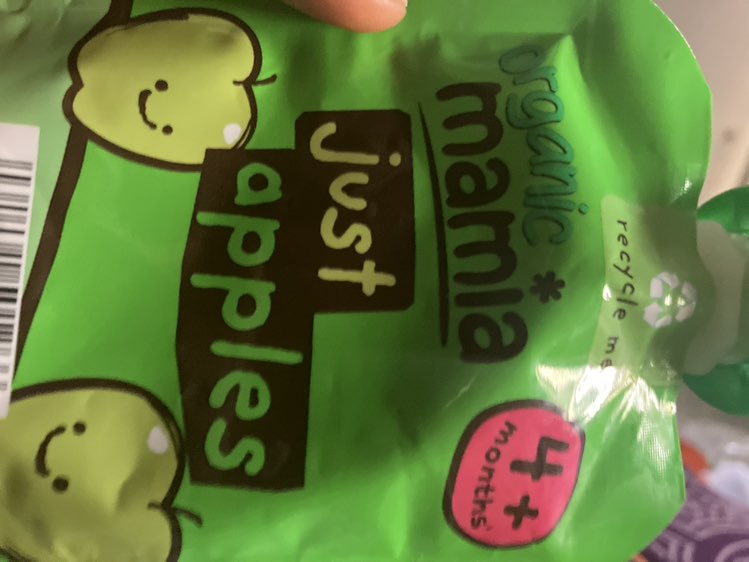 recycle me
organic
mamia*
just
apples
4+
months